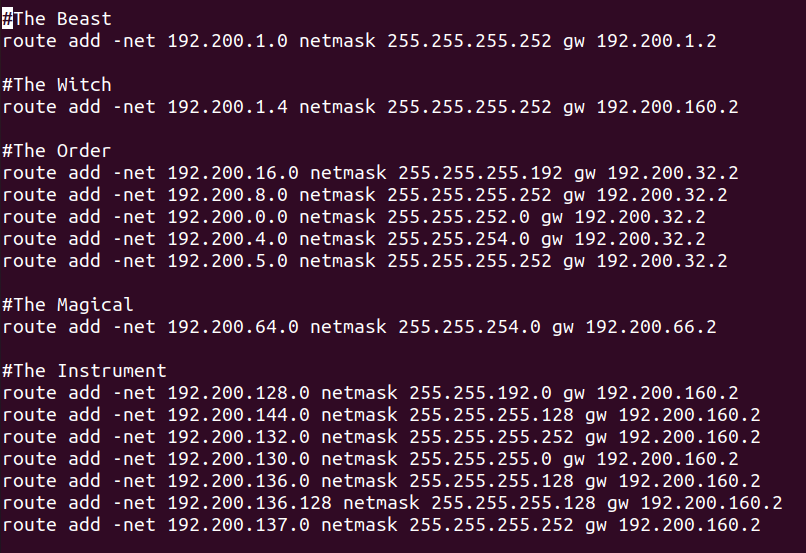 #The Beast
route add -net 192.200.1.0 netmask 255.255.255.252 gw 192.200.1.2
#The Witch
route add -net 192.200.1.4 netmask 255.255.255.252 gw 192.200.160.2
#The Order
route add -net 192.200.16.0 netmask 255.255.255.192 gw 192.200.32.2
route add -net 192.200.8.0 netmask 255.255.255.252 gw 192.200.32.2
route add -net 192.200.0.0 netmask 255.255.252.0 gw 192.200.32.2
route add -net 192.200.4.0 netmask 255.255.254.0 gw 192.200.32.2
route add -net 192.200.5.0 netmask 255.255.255.252 gw 192.200.32.2
#The Magical
route add -net 192.200.64.0 netmask 255.255.254.0 gw 192.200.66.2
#The Instrument
route add -net 192.200.128.0 netmask 255.255.192.0 gw 192.200.160.2
route add -net 192.200.144.0 netmask 255.255.255.128 gw 192.200.160.2
route add -net 192.200.132.0 netmask 255.255.255.252 gw 192.200.160.2
route add -net 192.200.130.0 netmask 255.255.255.0 gw 192.200.160.2
route add -net 192.200.136.0 netmask 255.255.255.128 gw 192.200.160.2
route add -net 192.200.136.128 netmask 255.255.255.128 gw 192.200.160.2
route add -net 192.200.137.0 netmask 255.255.255.252 gw 192.200.160.2